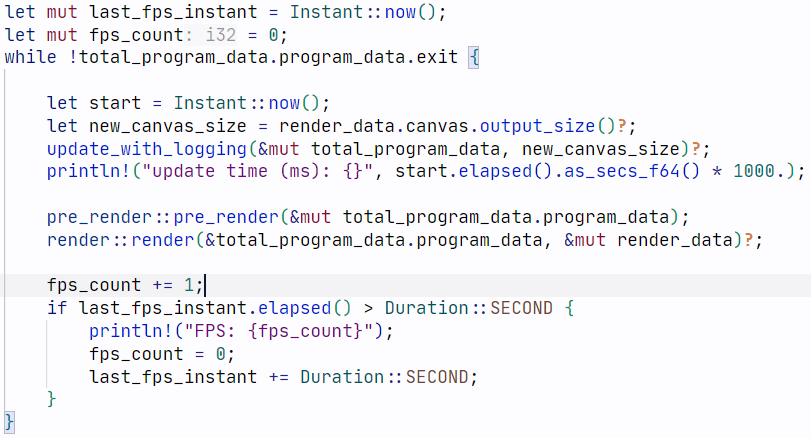 let mut last_fps_instant = Instant::now();
let mut fps_count: i32 = 0;
while !total_program_data.program_data.exit {
let start = Instant::now();
let new_canvas_size = render_data.canvas.output_size()?;
update_with_logging(&mut total_program_data, new_canvas_size)?;
println!("update time (ms): {}", start.elapsed().as_secs_f64() * 1000.);
pre_render::pre_render(&mut total_program_data.program_data);
render::render(&total_program_data.program_data, &mut render_data)?;
fps_count += 1;
if last_fps_instant.elapsed() > Duration::SECOND {
println!("FPS: {fps_count}");
fps_count = 0;
last_fps_instant += Duration::SECOND;
}
}